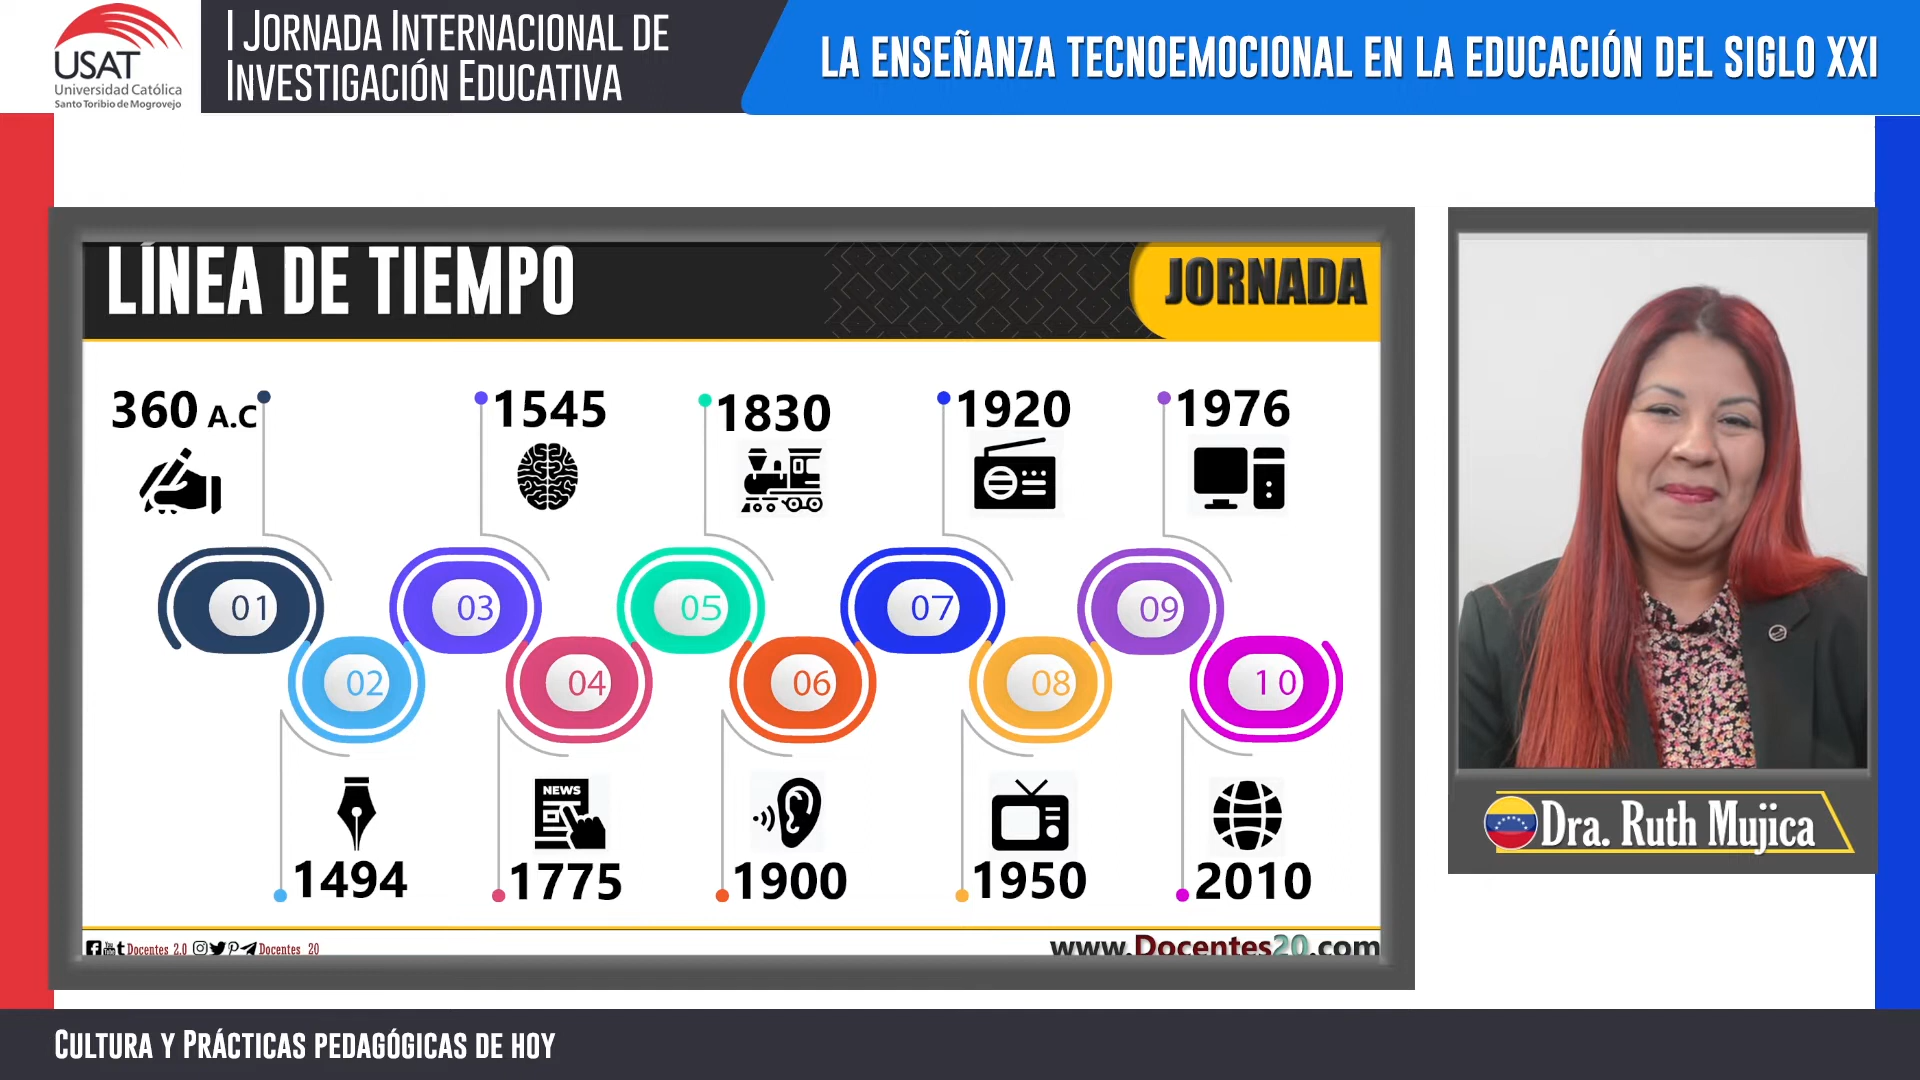 USAT
Universidad Católica
Santo Toribio de Mogrovejo
I JORNADA INTERNACIONAL DE
INVESTIGACIÓN EDUCATIVA
LA ENSEÑANZA TECNOEMOCIONAL EN LA EDUCACIÓN DEL SIGLO XXI
LÍNEA DE TIEMPO
JORNADA
360 A.C
1545
1830
1920
1976
01
03
05
07
09
02
04
06
08
10
NEWS
1494
1775
1900
1950
2010
Docentes 2.0
Docentes_20
www.Docentes20.com
Dra. Ruth Mujica
CULTURA Y PRÁCTICAS PEDAGÓGICAS DE HOY